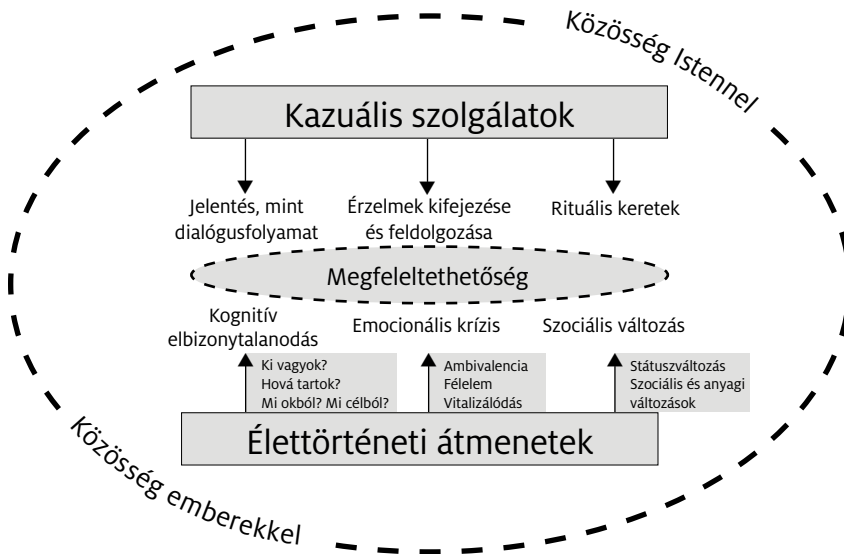 Közösség Istennel
Kazuális szolgálatok
Jelentés, mint
dialógusfolyamat
Érzelmek kifejezése
és feldolgozása
Rituális keretek
Megfeleltethetőség
Kognitív
elbizonytalanodás
Emocionális krízis
Szociális változás
Ki vagyok?
Hová tartok?
Mi okból? Mi célból?
Ambivalencia
Félelem
Vitalizálódás
Státuszváltozás
Szociális és anyagi
változások
Élettörténeti átmenetek
Közösség emberekkel